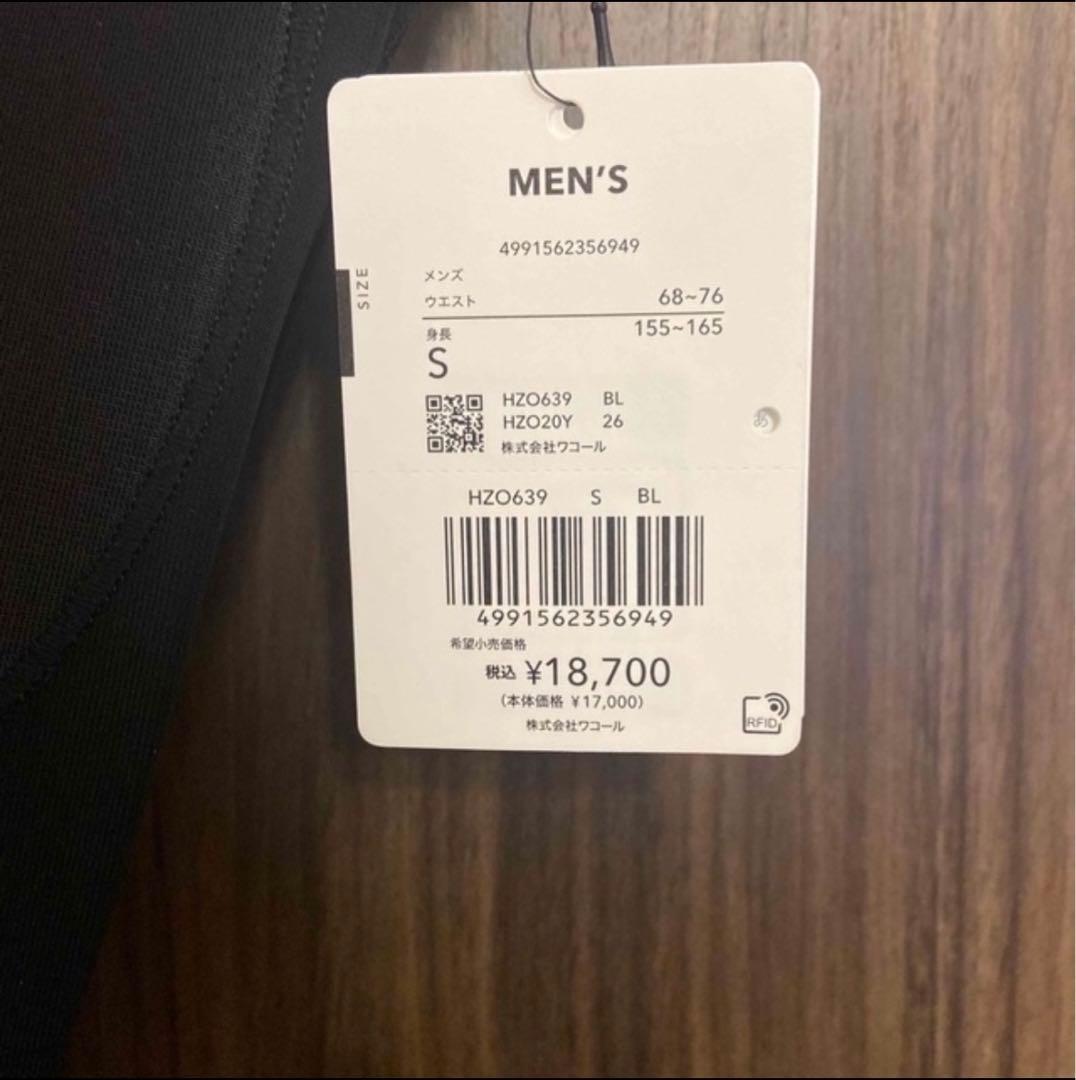 MEN'S
4991562356949
SIZE
メンズ
ウエスト 68~76
身長 155~165
S
HZO639 BL
HZO20Y 26
あ
株式会社ワコール
HZO639 S BL
4991562356949
希望小売価格
税込 ¥18,700
(本体価格 ¥17,000)
株式会社ワコール
RFID